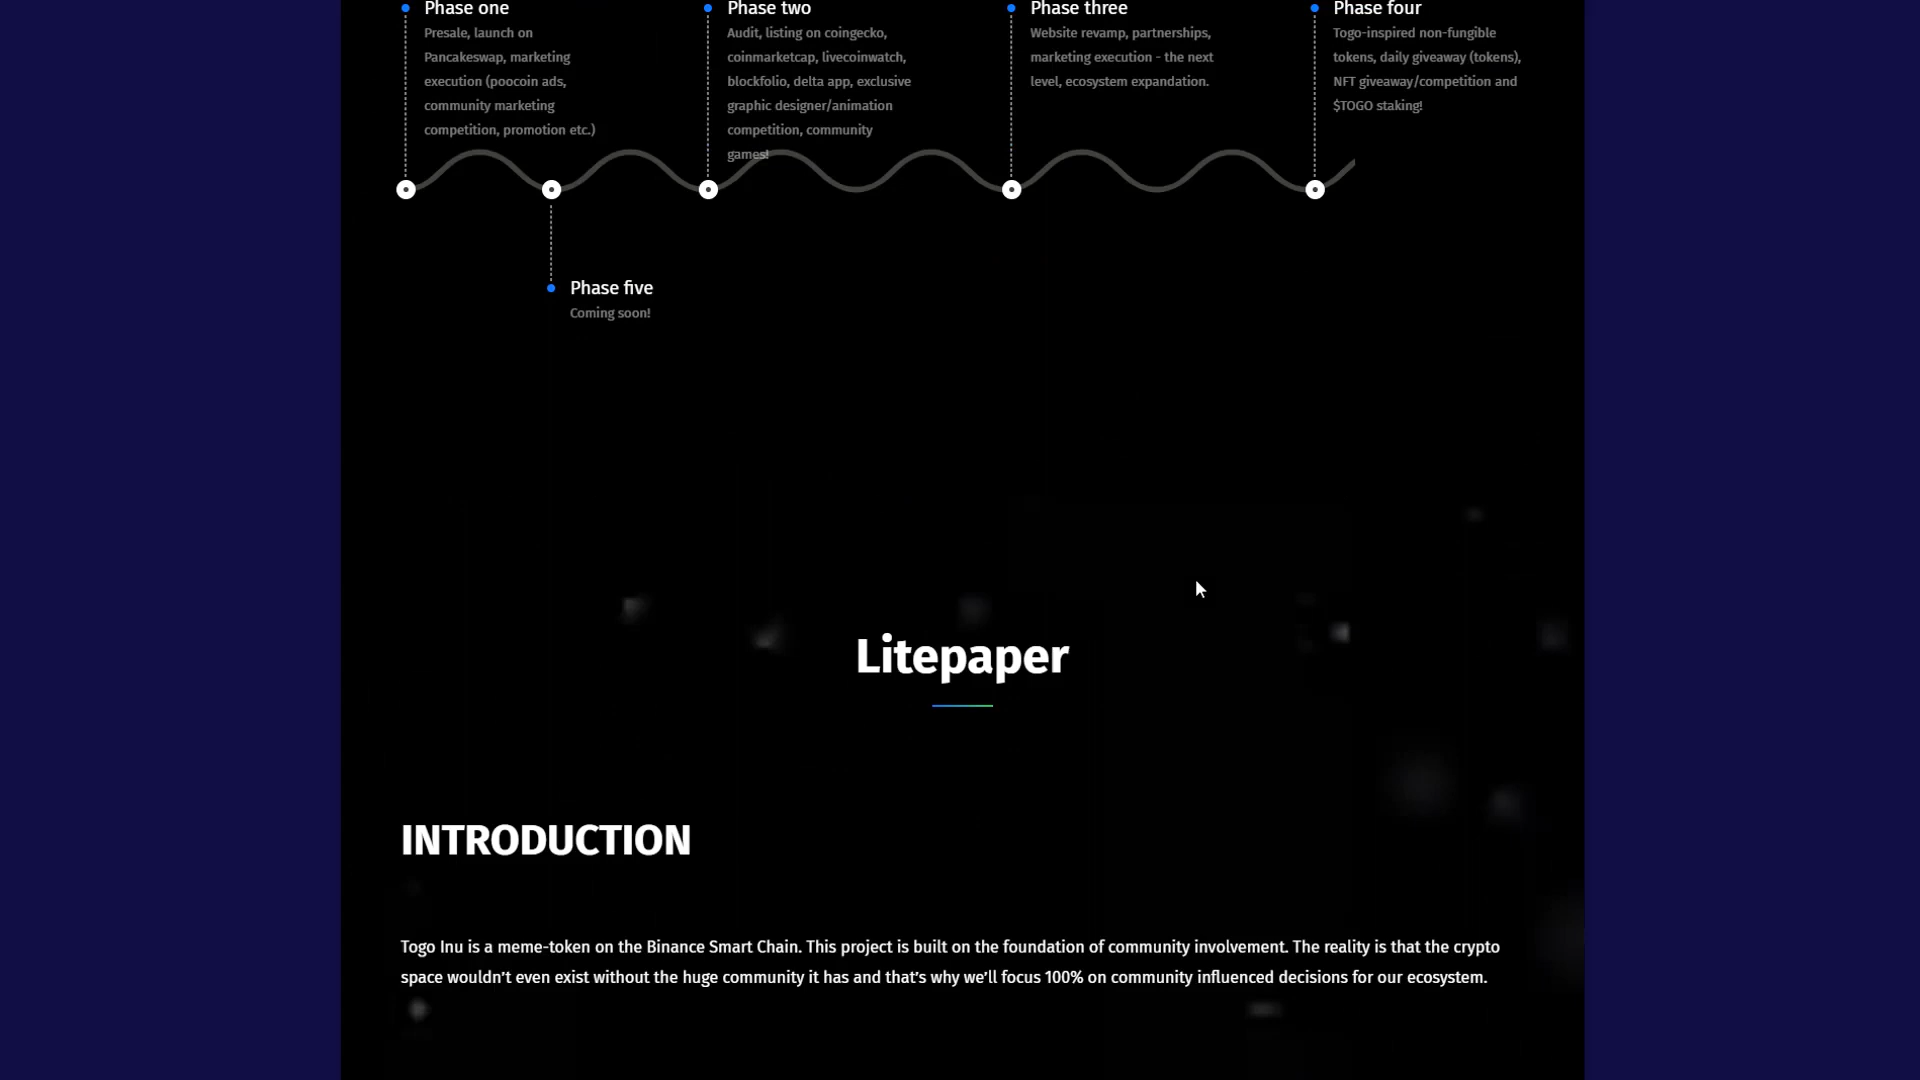 Phase one
Presale, launch on
Pancakeswap, marketing
execution (poocoin ads,
community marketing
competition, promotion etc.)
Phase two
Audit, listing on coingecko,
coinmarketcap, livecoinwatch,
blockfolio, delta app, exclusive
graphic designer/animation
competition, community
games!
Phase three
Website revamp, partnerships,
marketing execution - the next
level, ecosystem expandation.
Phase four
Togo-inspired non-fungible
tokens, daily giveaway (tokens),
NFT giveaway/competition and
$TOGO staking!
Phase five
Coming soon!
Litepaper
INTRODUCTION
Togo Inu is a meme-token on the Binance Smart Chain. This project is built on the foundation of community involvement. The reality is that the crypto
space wouldn't even exist without the huge community it has and that's why we'll focus 100% on community influenced decisions for our ecosystem.